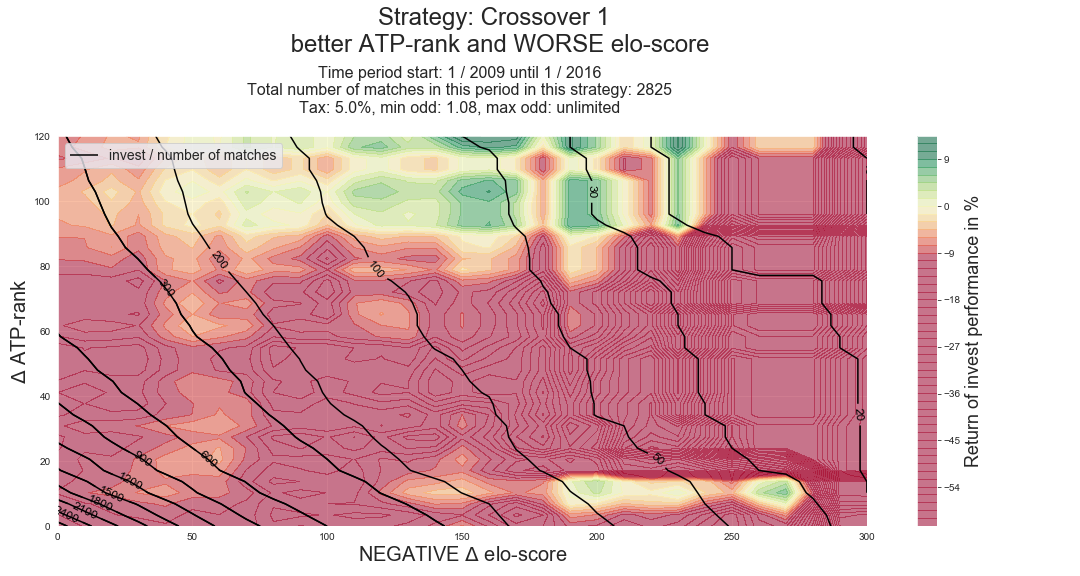 Strategy: Crossover 1
better ATP-rank and WORSE elo-score
Time period start: 1 / 2009 until 1 / 2016
Total number of matches in this period in this strategy: 2825
Tax: 5.0%, min odd: 1.08, max odd: unlimited
invest / number of matches
Δ ATP-rank
120
100
80
60
40
20
0
0 50 100 150 200 250 300
NEGATIVE Δ elo-score
2400
2100
1800
1500
1200
900
600
300
200
100
50
30
20
9
0
−9
−18
−27
−36
−45
−54
Return of invest performance in %